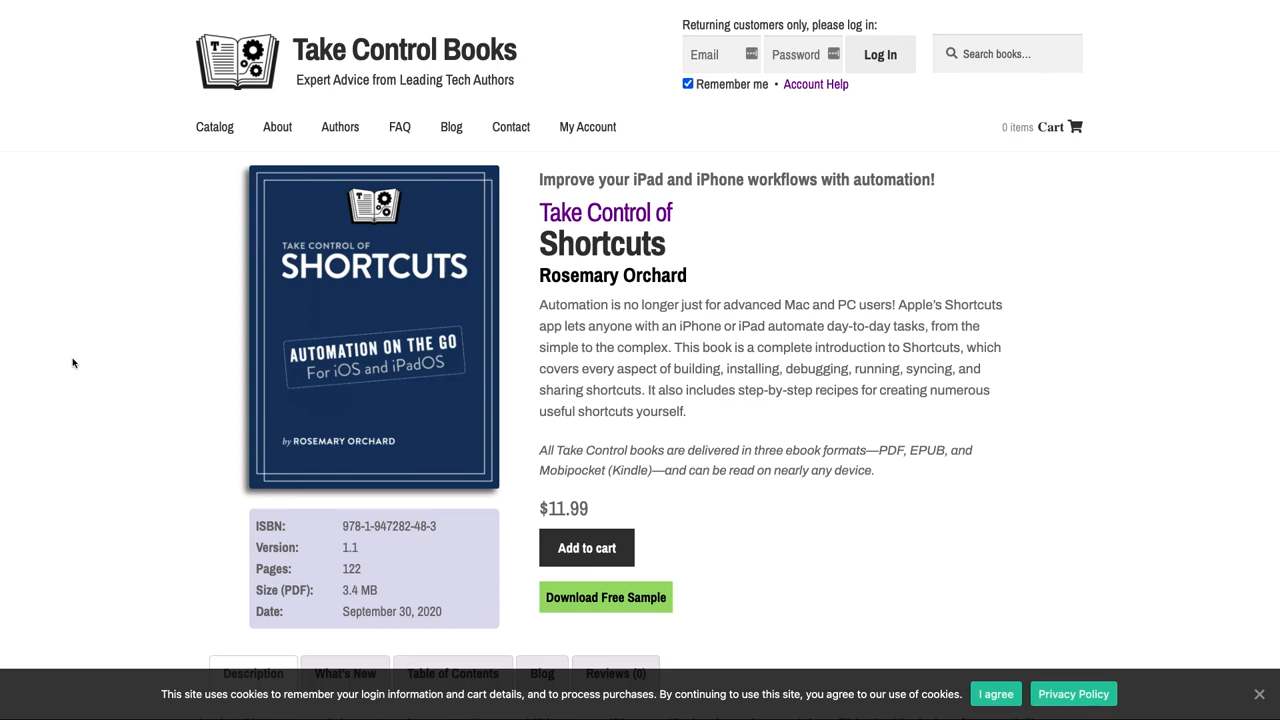 Returning customers only, please log in:
Take Control Books
Expert Advice from Leading Tech Authors
Email
Password
Log In
Search books...
Remember me • Account Help
Catalog About Authors FAQ Blog Contact My Account
0 items Cart
Improve your iPad and iPhone workflows with automation!
Take Control of
Shortcuts
Rosemary Orchard
Automation is no longer just for advanced Mac and PC users! Apple's Shortcuts
app lets anyone with an iPhone or iPad automate day-to-day tasks, from the
simple to the complex. This book is a complete introduction to Shortcuts, which
covers every aspect of building, installing, debugging, running, syncing, and
sharing shortcuts. It also includes step-by-step recipes for creating numerous
useful shortcuts yourself.
All Take Control books are delivered in three ebook formats—PDF, EPUB, and
Mobipocket (Kindle)—and can be read on nearly any device.
$11.99
Add to cart
Download Free Sample
T
TAKE CONTROL OF
SHORTCUTS
AUTOMATION ON THE GO
For iOS and iPadOS
by ROSEMARY ORCHARD
ISBN: 978-1-947282-48-3
Version: 1.1
Pages: 122
Size (PDF): 3.4 MB
Date: September 30, 2020
Description What's New Table of Contents Blog Reviews (0)
This site uses cookies to remember your login information and cart details, and to process purchases. By continuing to use this site, you agree to our use of cookies. I agree Privacy Policy